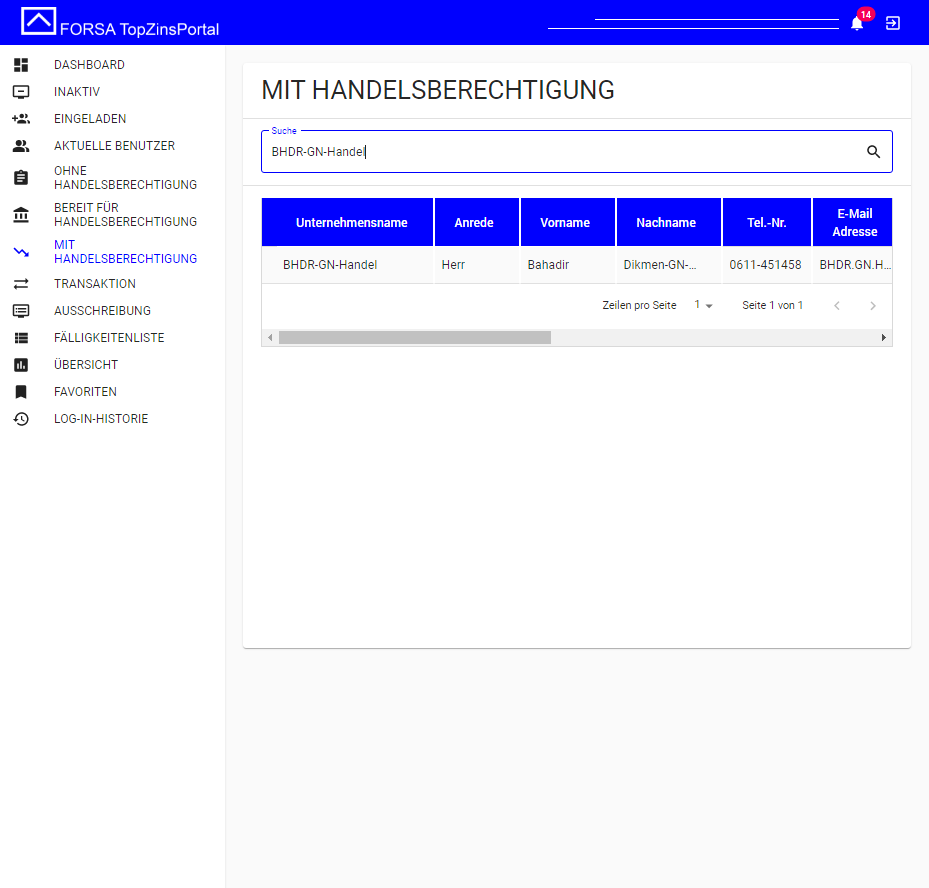 FORSA TopZinsPortal
14
DASHBOARD
INAKTIV
EINGELADEN
AKTUELLE BENUTZER
OHNE
HANDELSBERECHTIGUNG
BEREIT FÜR
HANDELSBERECHTIGUNG
MIT
HANDELSBERECHTIGUNG
TRANSAKTION
AUSSCHREIBUNG
FÄLLIGKEITENLISTE
ÜBERSICHT
FAVORITEN
LOG-IN-HISTORIE
MIT HANDELSBERECHTIGUNG
Suche
BHDR-GN-Handel
Unternehmensname Anrede Vorname Nachname Tel.-Nr. E-Mail
Adresse
BHDR-GN-Handel Herr Bahadir Dikmen-GN-... 0611-451458 BHDR.GN.H...
Zeilen pro Seite 1 Seite 1 von 1